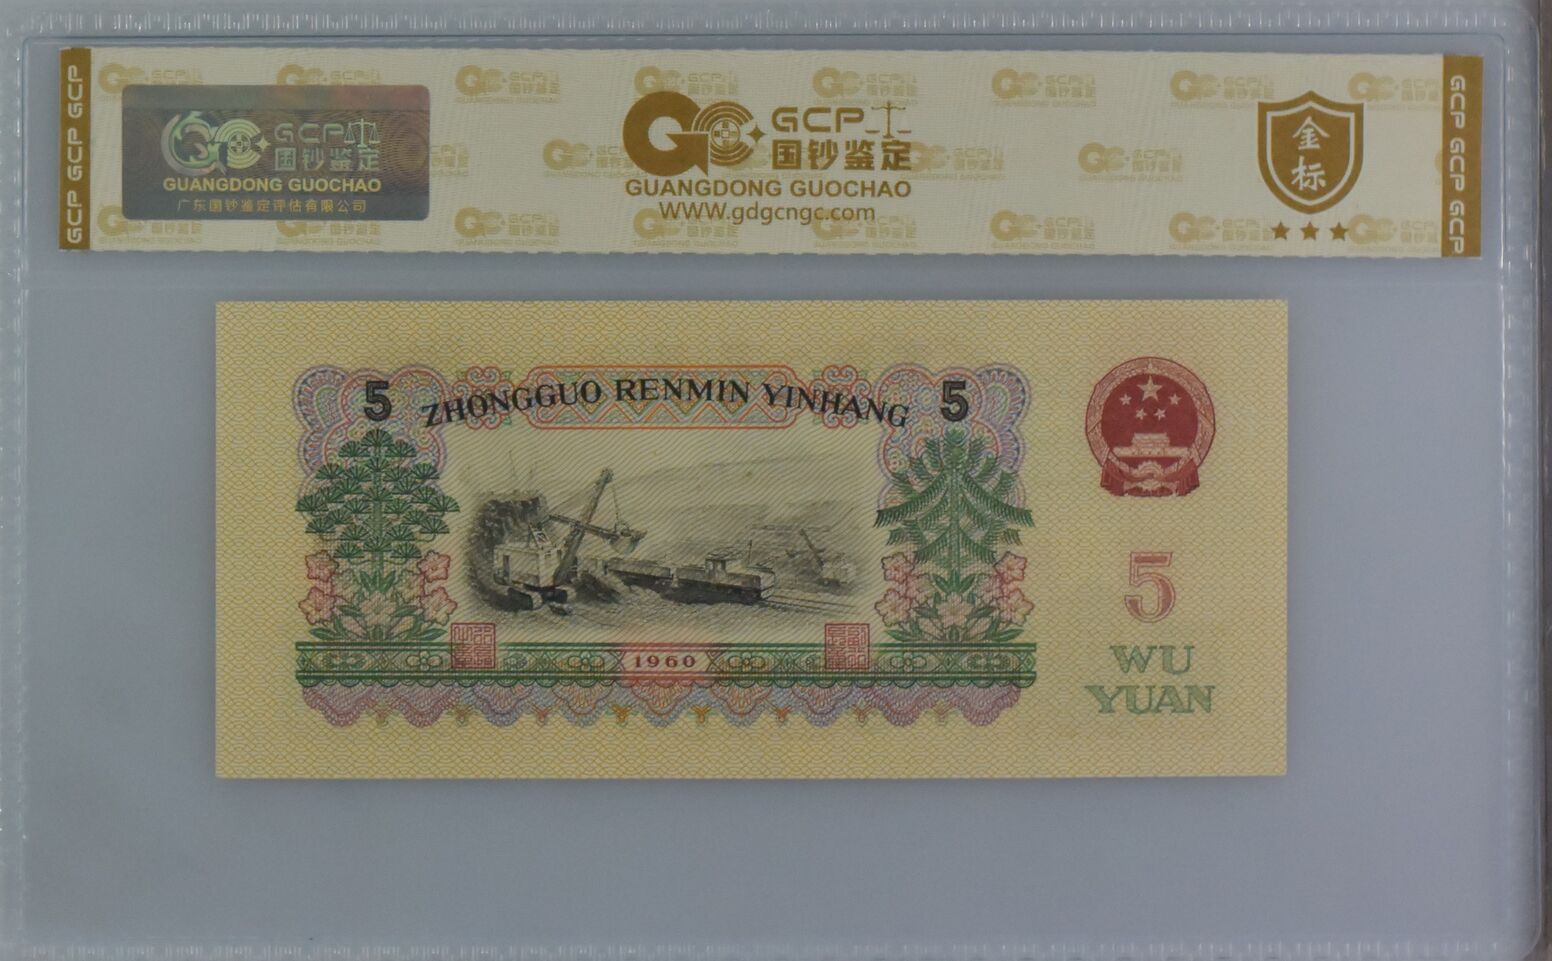 GCP GCP GCP
GCP
国钞鉴定
GUANGDONG GUOCHAO
广东国钞鉴定评估有限公司
GCP
国钞鉴定
GUANGDONG GUOCHAO
WWW.gdgcngc.com
金
标
GCP GCP GCP
5 ZHONGGUO RENMIN YINHANG 5
1960
5
WU
YUAN